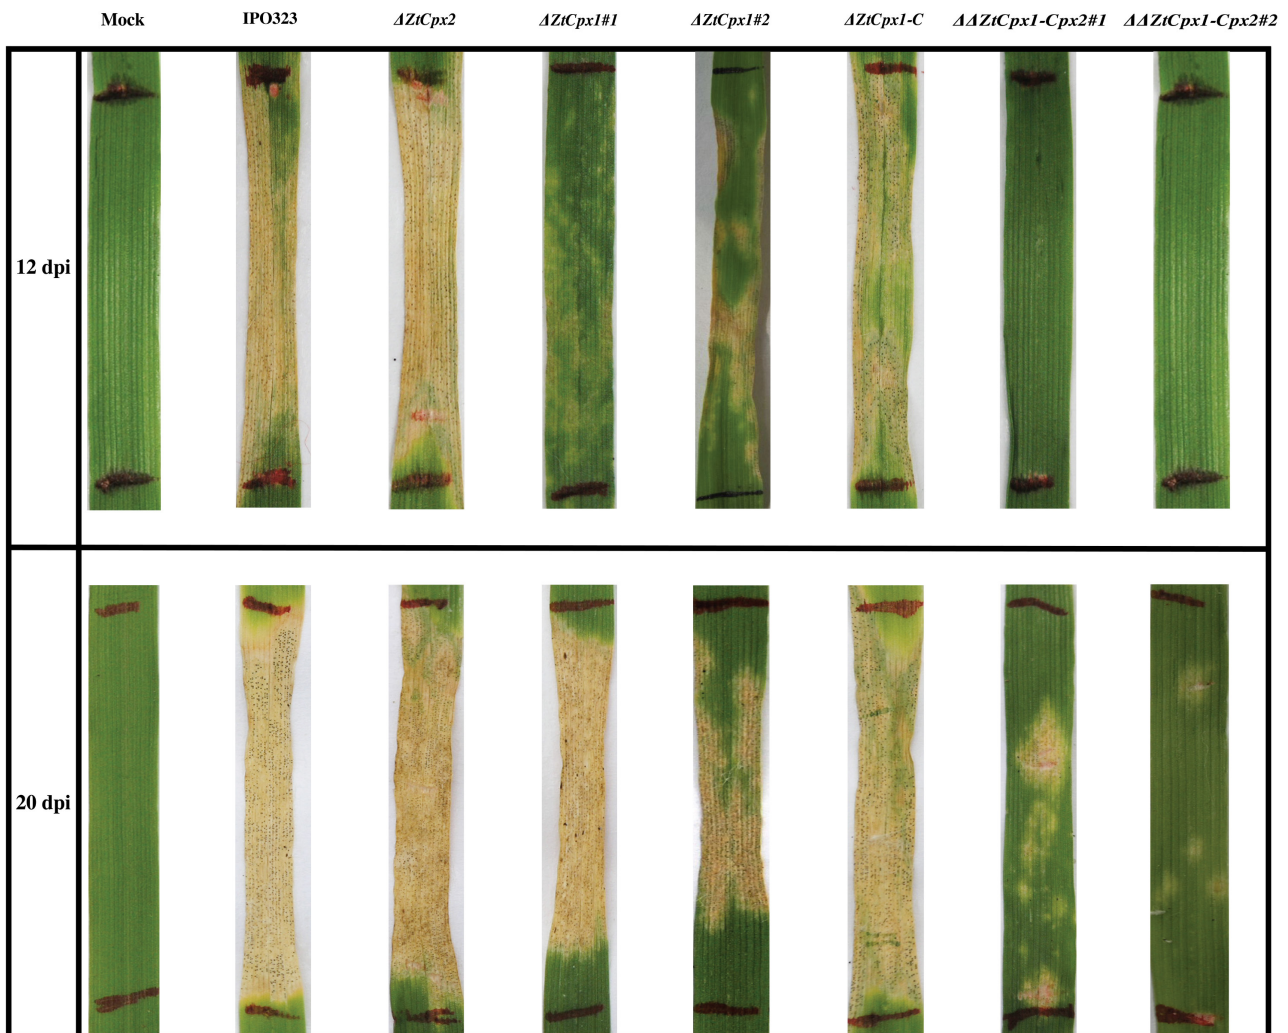 Mock IPO323 ΔZtCpx2 ΔZtCpx1#1 ΔZtCpx1#2 ΔZtCpx1-C ΔΔZtCpx1-Cpx2#1 ΔΔZtCpx1-Cpx2#2
12 dpi
20 dpi